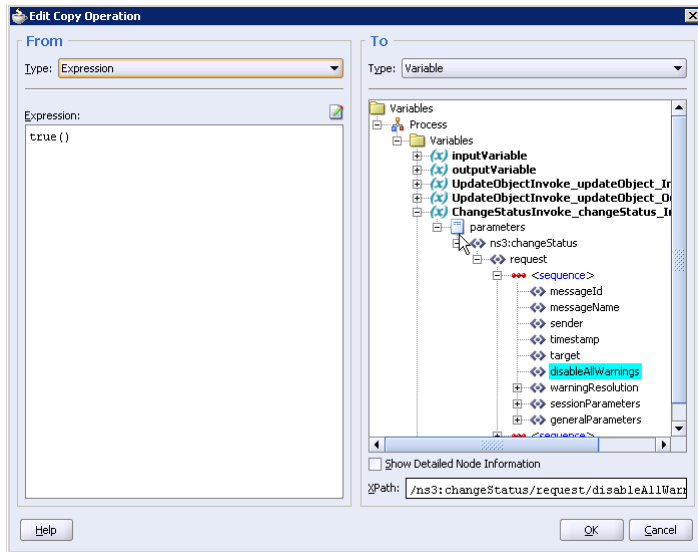 Edit Copy Operation
From
Type: Expression
Expression:
true()
To
Type: Variable
Variables
Process
Variables
inputVariable
outputVariable
UpdateObjectInvoke_updateObject_In
UpdateObjectInvoke_updateObject_O
ChangeStatusInvoke_changeStatus_I
parameters
ns3:changeStatus
request
<sequence>
messageId
messageName
sender
timestamp
target
disableAllWarnings
warningResolution
sessionParameters
generalParameters
<sequence>
Show Detailed Node Information
XPath: /ns3:changeStatus/request/disableAllWarn
Help
OK
Cancel